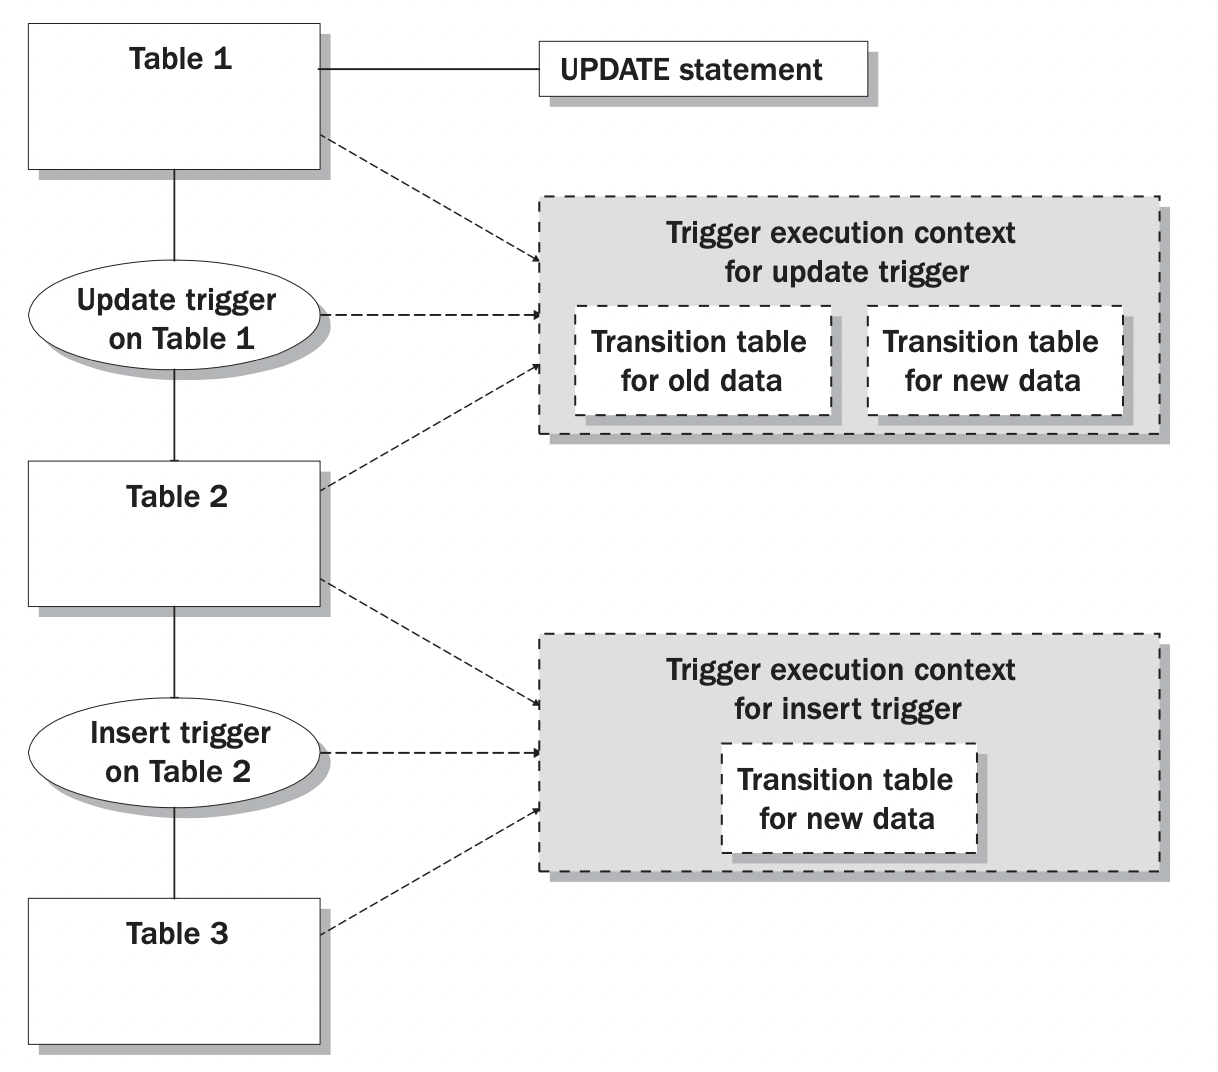 Table 1
UPDATE statement
Trigger execution context
for update trigger
Update trigger
on Table 1
Transition table
for old data
Transition table
for new data
Table 2
Trigger execution context
for insert trigger
Insert trigger
on Table 2
Transition table
for new data
Table 3